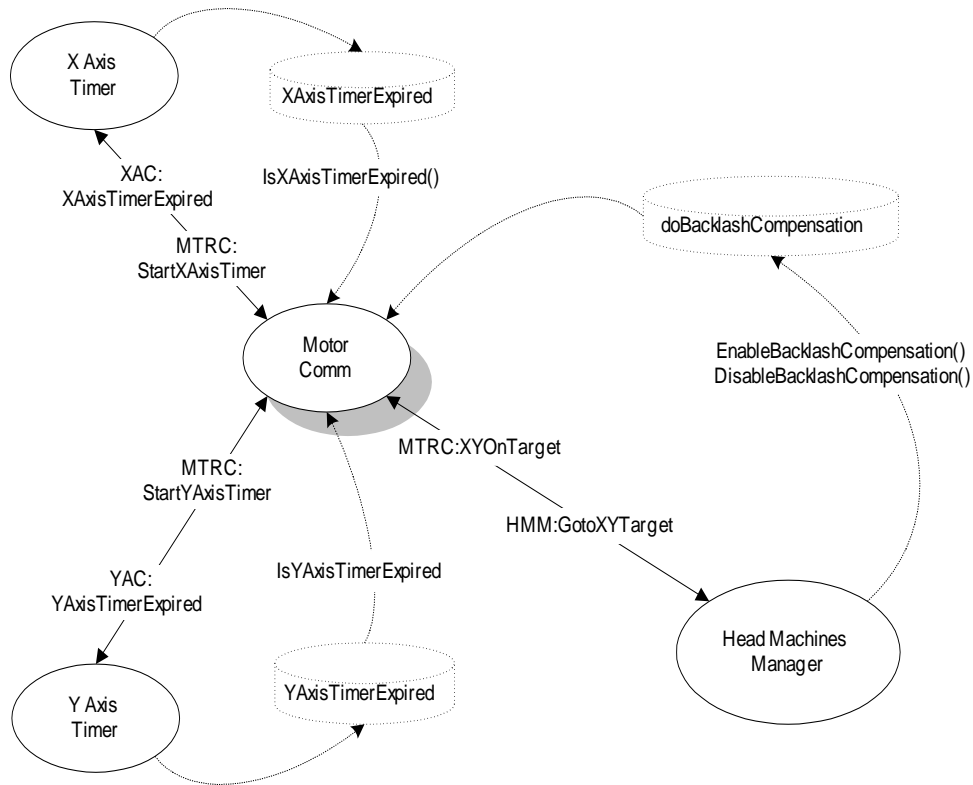 X Axis
Timer
XAxisTimerExpired
XAC:
XAxisTimerExpired
IsXAxisTimerExpired()
MTRC:
StartXAxisTimer
doBacklashCompensation
Motor
Comm
EnableBacklashCompensation()
DisableBacklashCompensation()
MTRC:XYOnTarget
MTRC:
StartYAxisTimer
HMM:GotoXYTarget
IsYAxisTimerExpired
YAC:
YAxisTimerExpired
Head Machines
Manager
YAxisTimerExpired
Y Axis
Timer